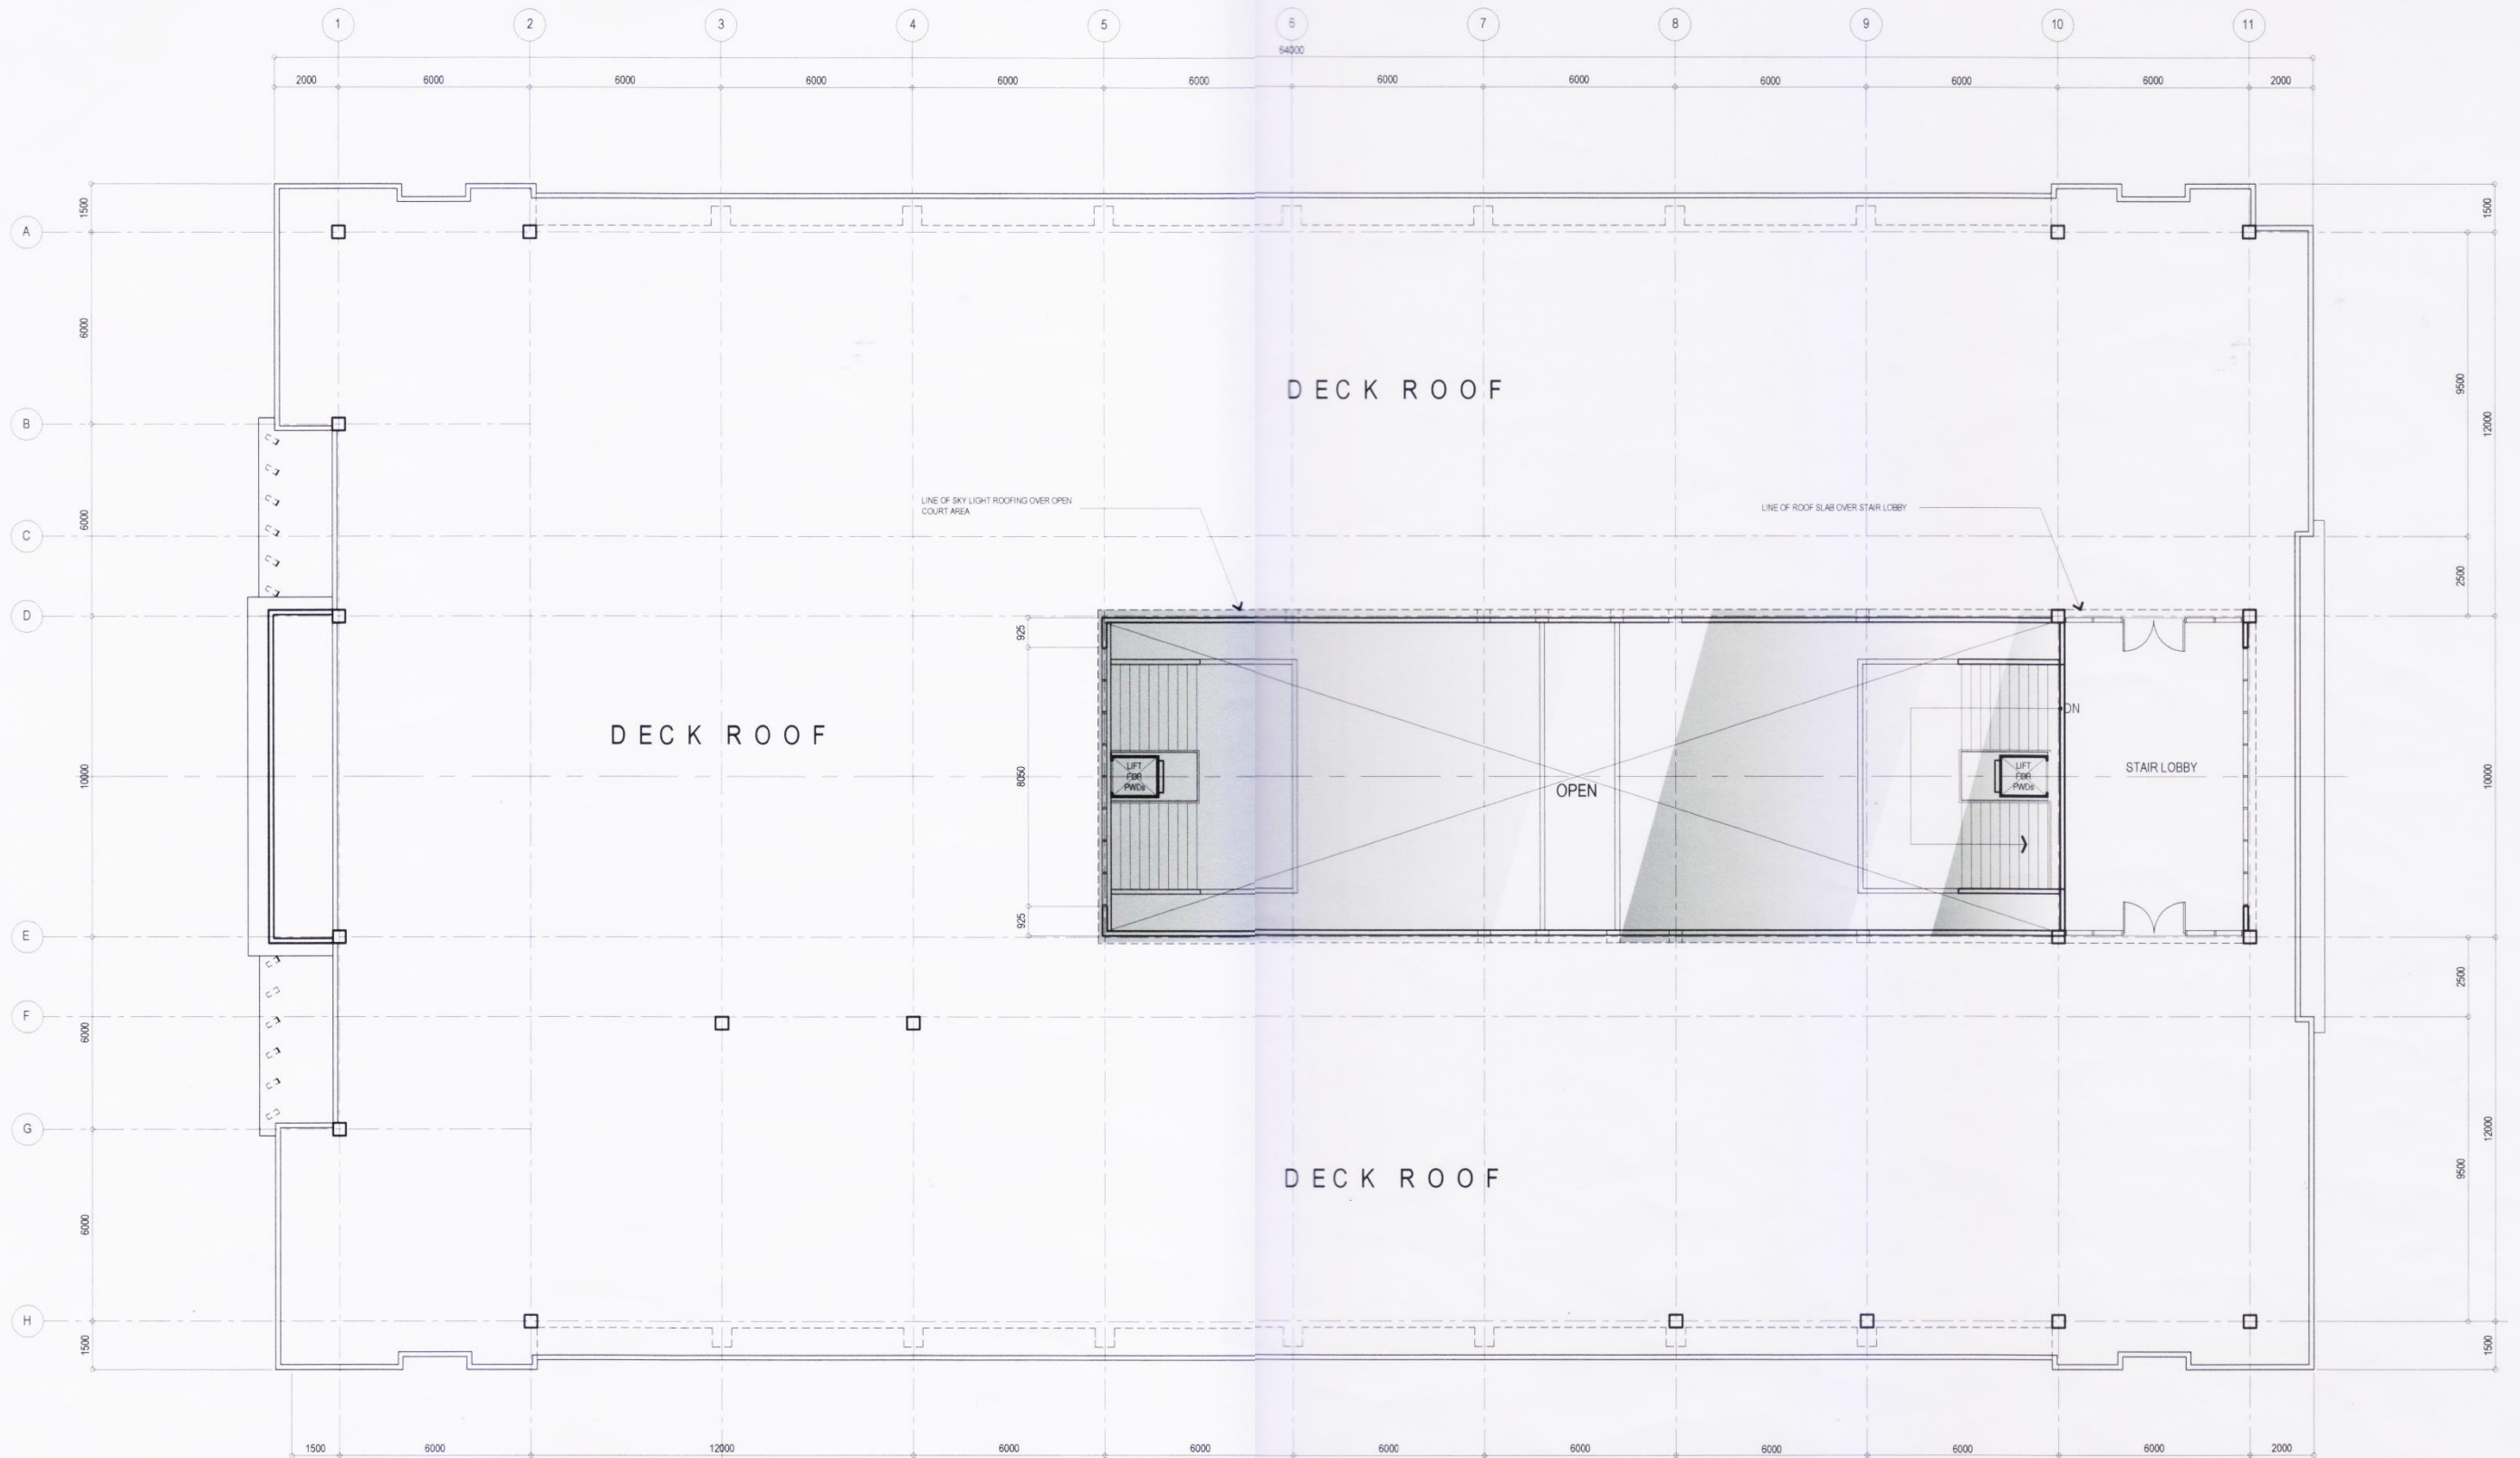 1 2 3 4 5 6 7 8 9 10 11
64000
2000 6000 6000 6000 6000 6000 6000 6000 6000 6000 6000 2000
1500
1500
A
6000
DECK ROOF
9500
12000
B
LINE OF SKY LIGHT ROOFING OVER OPEN
COURT AREA
LINE OF ROOF SLAB OVER STAIR LOBBY
6000
C
2500
D
925
DN
DECK ROOF
LIFT
FOR
PWDs
LIFT
FOR
PWDs
STAIR LOBBY
10000
8050
OPEN
10000
925
E
2500
F
6000
12000
G
9500
DECK ROOF
6000
H
1500
1500
1500 6000 12000 6000 6000 6000 6000 6000 6000 6000 2000